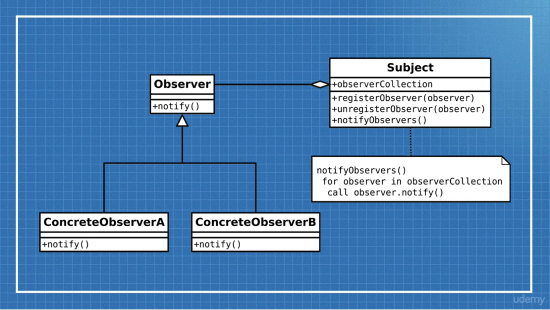 Subject
+observerCollection
+registerObserver(observer)
+unregisterObserver(observer)
+notifyObservers()
Observer
+notify()
notifyObservers()
for observer in observerCollection
call observer.notify()
ConcreteObserverA
+notify()
ConcreteObserverB
+notify()
udemy